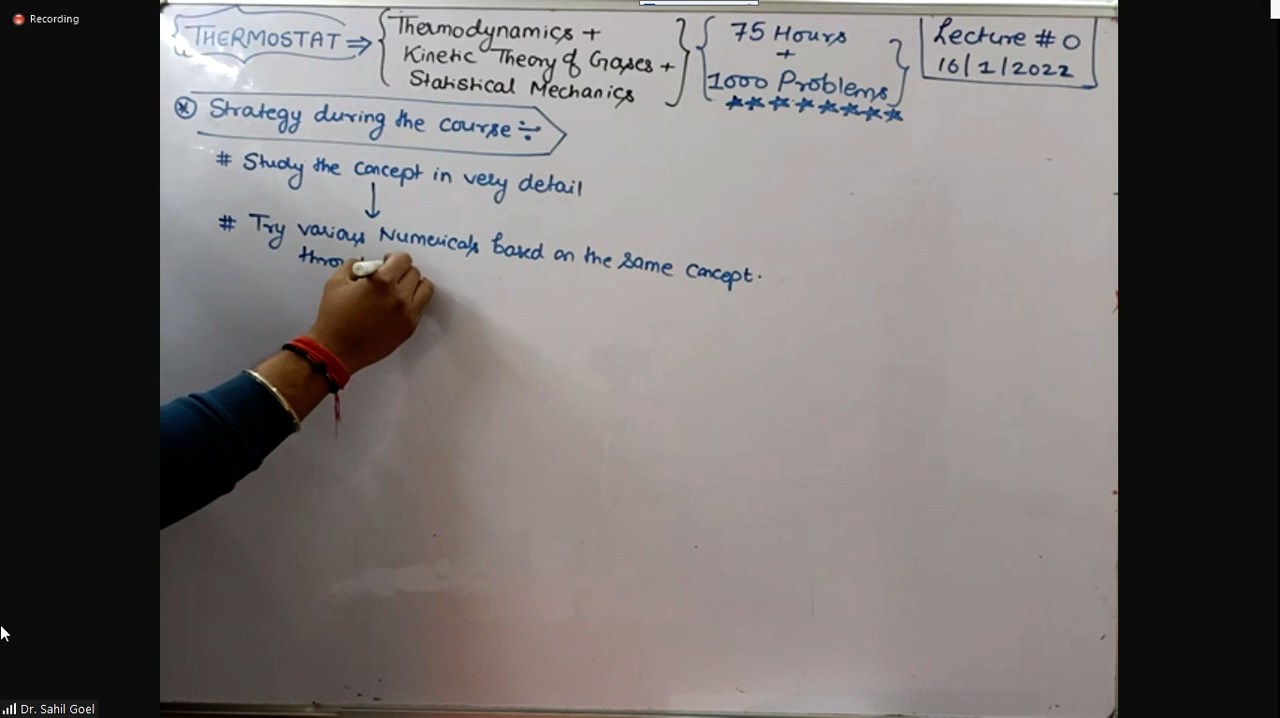 Recording
THERMOSTAT ⇒ { Thermodynamics +
Kinetic Theory of Gases +
Statistical Mechanics }
{ 75 Hours
+
1000 Problems }
★★★★★★★★
Lecture # 0
16/1/2022
⊛ Strategy during the course ÷
# Study the concept in very detail
↓
# Try various Numericals based on the same concept.
Dr. Sahil Goel